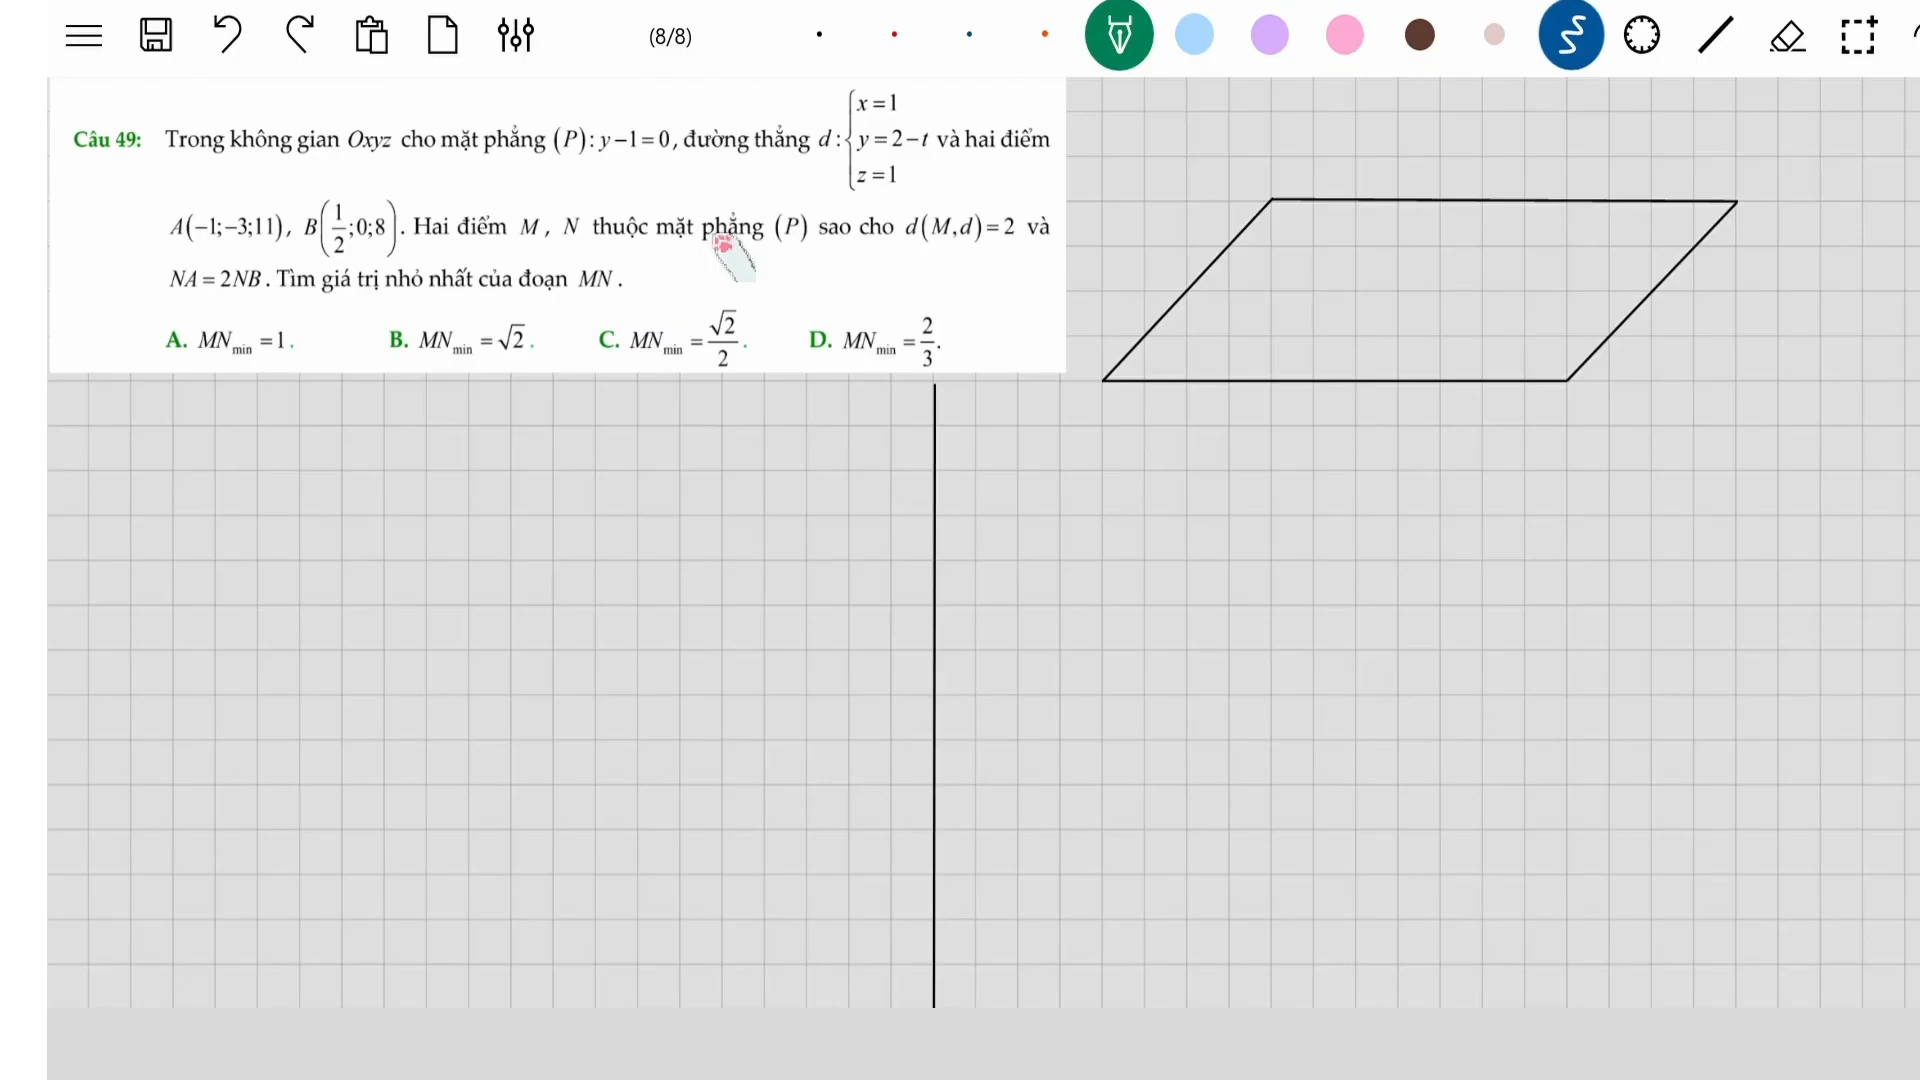 (8/8)
Câu 49: Trong không gian Oxyz cho mặt phẳng (P): y−1=0, đường thẳng d: { x=1; y=2−t; z=1 và hai điểm
A(−1;−3;11), B(1/2;0;8). Hai điểm M, N thuộc mặt phẳng (P) sao cho d(M,d)=2 và
NA=2NB. Tìm giá trị nhỏ nhất của đoạn MN.
A. MN_min = 1. B. MN_min = √2. C. MN_min = √2/2. D. MN_min = 2/3.